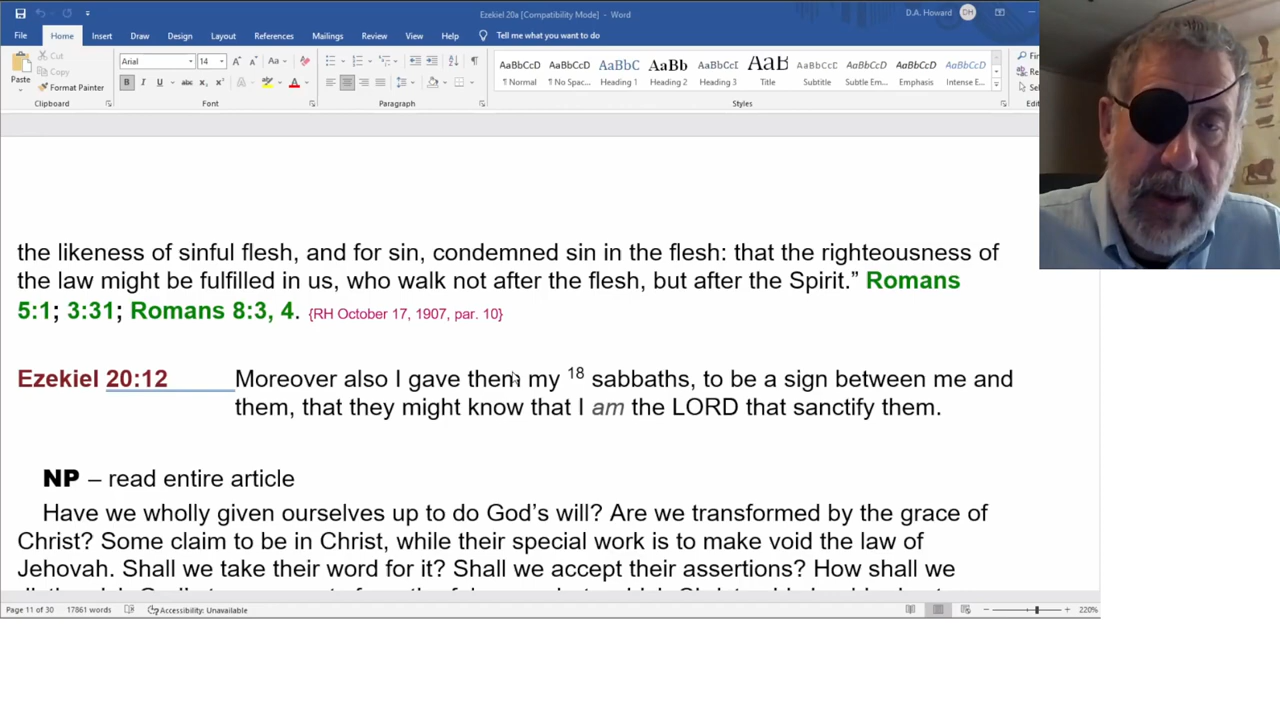 Ezekiel 20a [Compatibility Mode] - Word
D.A. Howard DH
File Home Insert Draw Design Layout References Mailings Review View Help Tell me what you want to do
Paste
Cut
Copy
Format Painter
Clipboard
Arial 14
Font
Paragraph
AaBbCcD AaBbCcD AaBbC AaBb AaBbCcI AaB AaBbCcD AaBbCcD AaBbCcD AaBbCcD
¶ Normal ¶ No Spac... Heading 1 Heading 2 Heading 3 Title Subtitle Subtle Em... Emphasis Intense E...
Styles
the likeness of sinful flesh, and for sin, condemned sin in the flesh: that the righteousness of
the law might be fulfilled in us, who walk not after the flesh, but after the Spirit.” Romans
5:1; 3:31; Romans 8:3, 4. {RH October 17, 1907, par. 10}
Ezekiel 20:12 Moreover also I gave them my 18 sabbaths, to be a sign between me and
them, that they might know that I am the LORD that sanctify them.
NP – read entire article
Have we wholly given ourselves up to do God’s will? Are we transformed by the grace of
Christ? Some claim to be in Christ, while their special work is to make void the law of
Jehovah. Shall we take their word for it? Shall we accept their assertions? How shall we
Page 11 of 30 17861 words Accessibility: Unavailable 220%